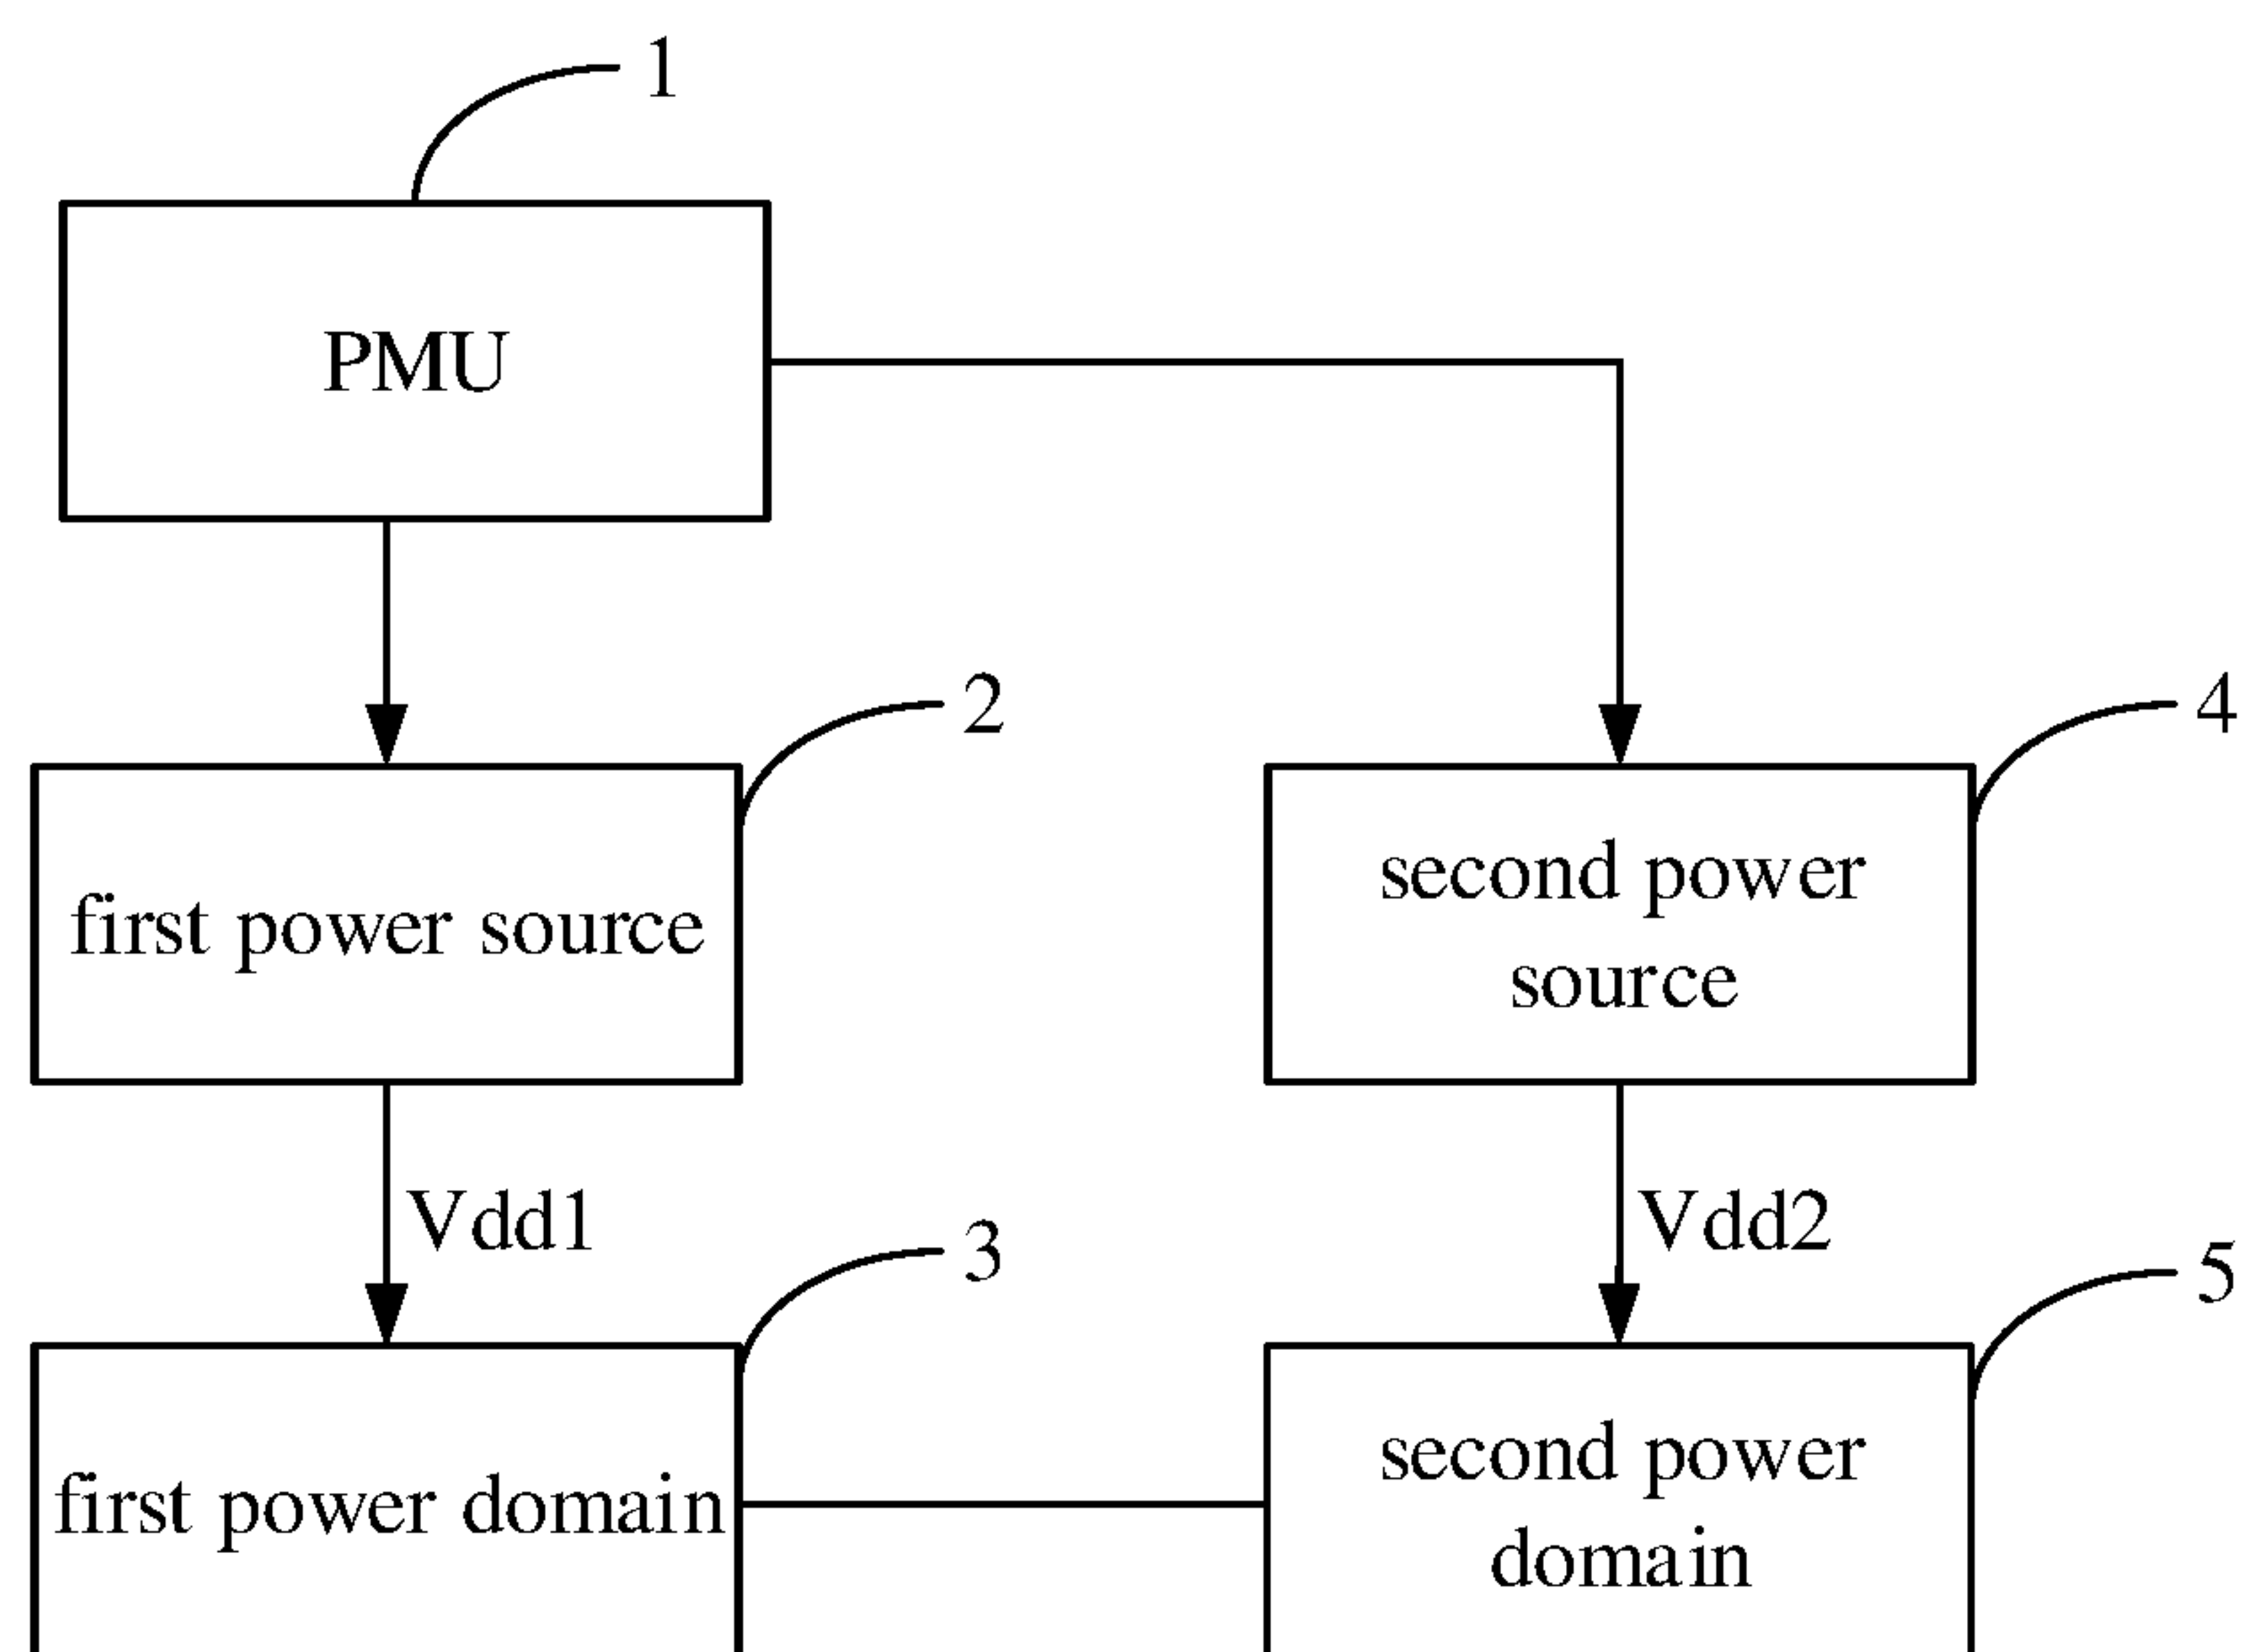 1
PMU
2
4
first power source
second power
source
Vdd1
Vdd2
3
5
first power domain
second power
domain